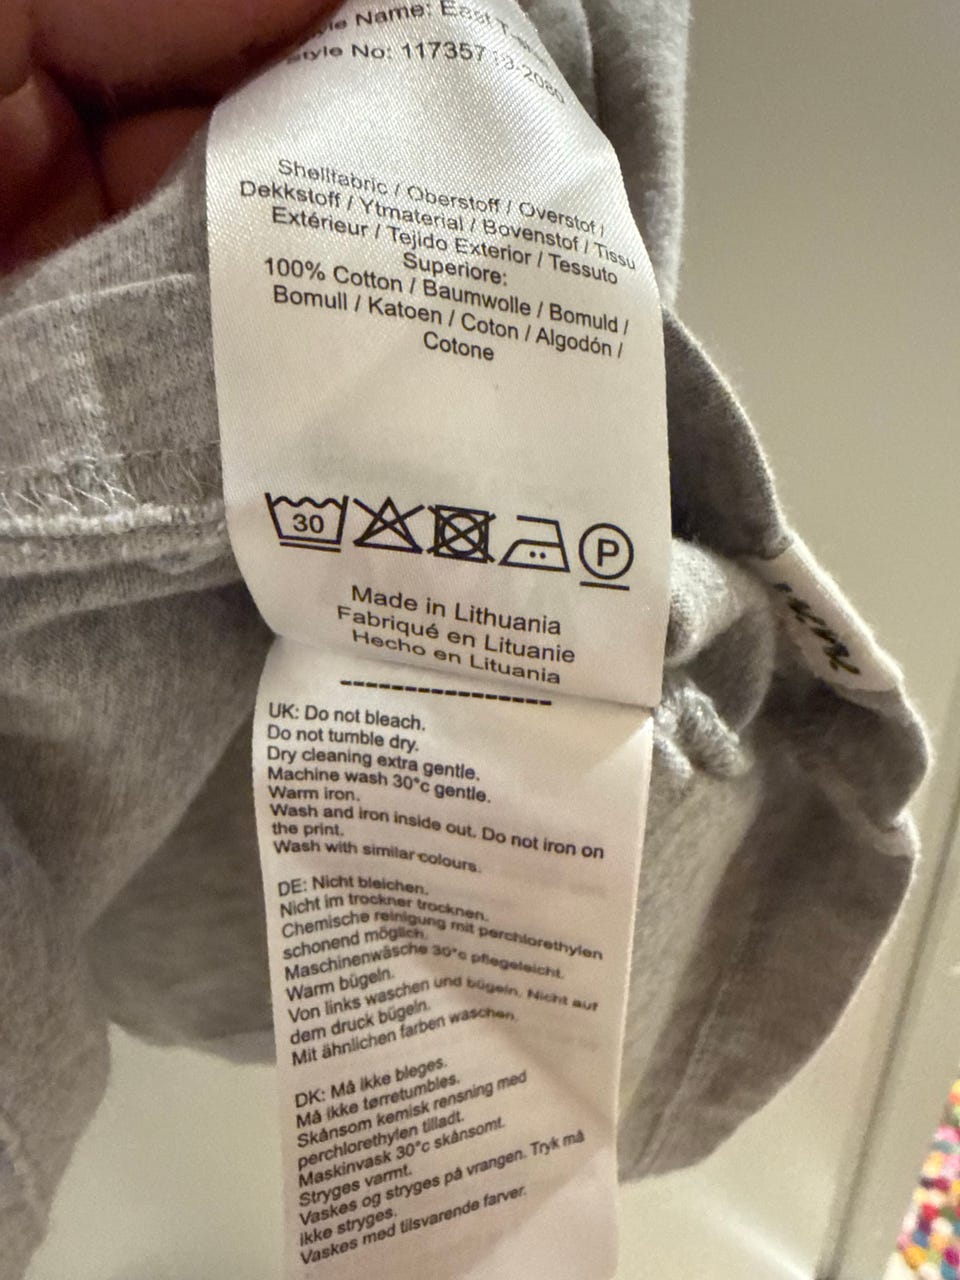 Name: East
Style No: 117357
Shellfabric / Oberstoff / Overstof /
Dekkstoff / Ytmaterial / Bovenstof / Tissu
Extérieur / Tejido Exterior / Tessuto
Superiore:
100% Cotton / Baumwolle / Bomuld /
Bomull / Katoen / Coton / Algodón /
Cotone
30
P
Made in Lithuania
Fabriqué en Lituanie
Hecho en Lituania
UK: Do not bleach.
Do not tumble dry.
Dry cleaning extra gentle.
Machine wash 30°c gentle.
Warm iron.
Wash and iron inside out. Do not iron on
the print.
Wash with similar colours.
DE: Nicht bleichen.
Nicht im trockner trocknen.
Chemische reinigung mit perchlorethylen
schonend möglich.
Maschinenwäsche 30°c pflegeleicht.
Warm bügeln.
Von links waschen und bügeln. Nicht auf
dem druck bügeln.
Mit ähnlichen farben waschen.
DK: Må ikke bleges.
Må ikke tørretumbles.
Skånsom kemisk rensning med
perchlorethylen tilladt.
Maskinvask 30°c skånsomt.
Stryges varmt.
Vaskes og stryges på vrangen. Tryk må
ikke stryges.
Vaskes med tilsvarende farver.